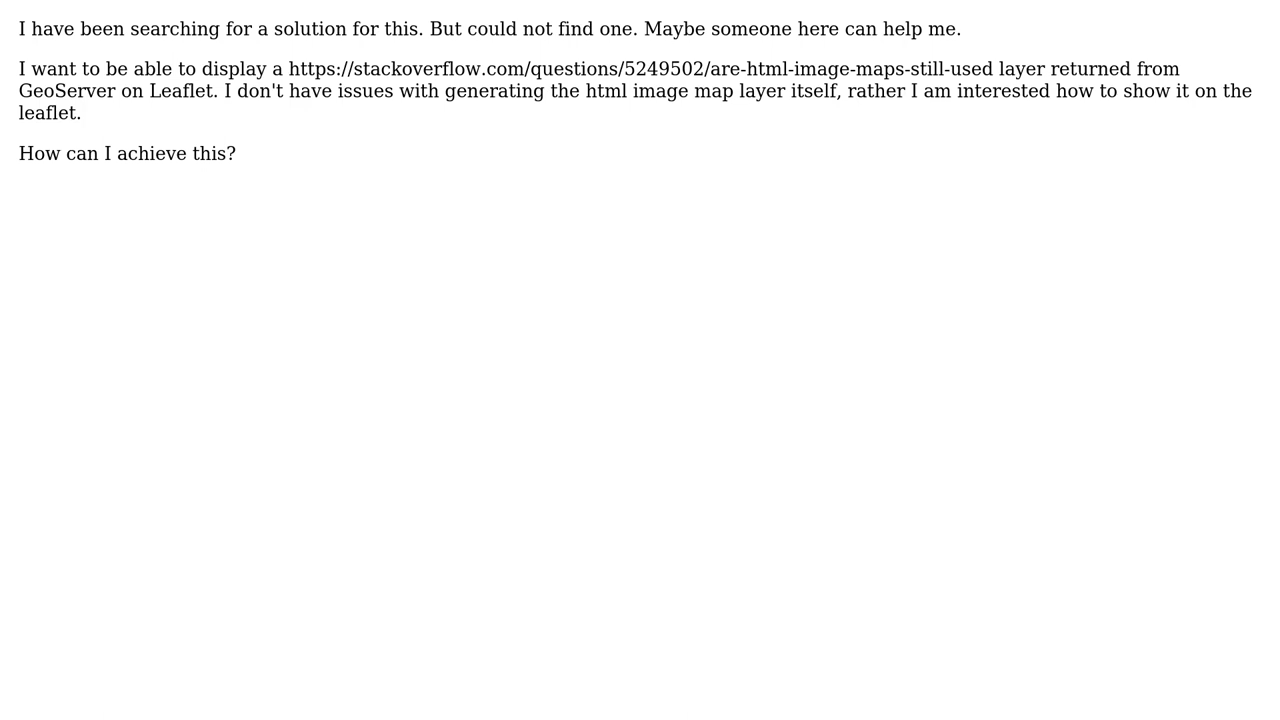 I have been searching for a solution for this. But could not find one. Maybe someone here can help me.
I want to be able to display a https://stackoverflow.com/questions/5249502/are-html-image-maps-still-used layer returned from
GeoServer on Leaflet. I don't have issues with generating the html image map layer itself, rather I am interested how to show it on the
leaflet.
How can I achieve this?